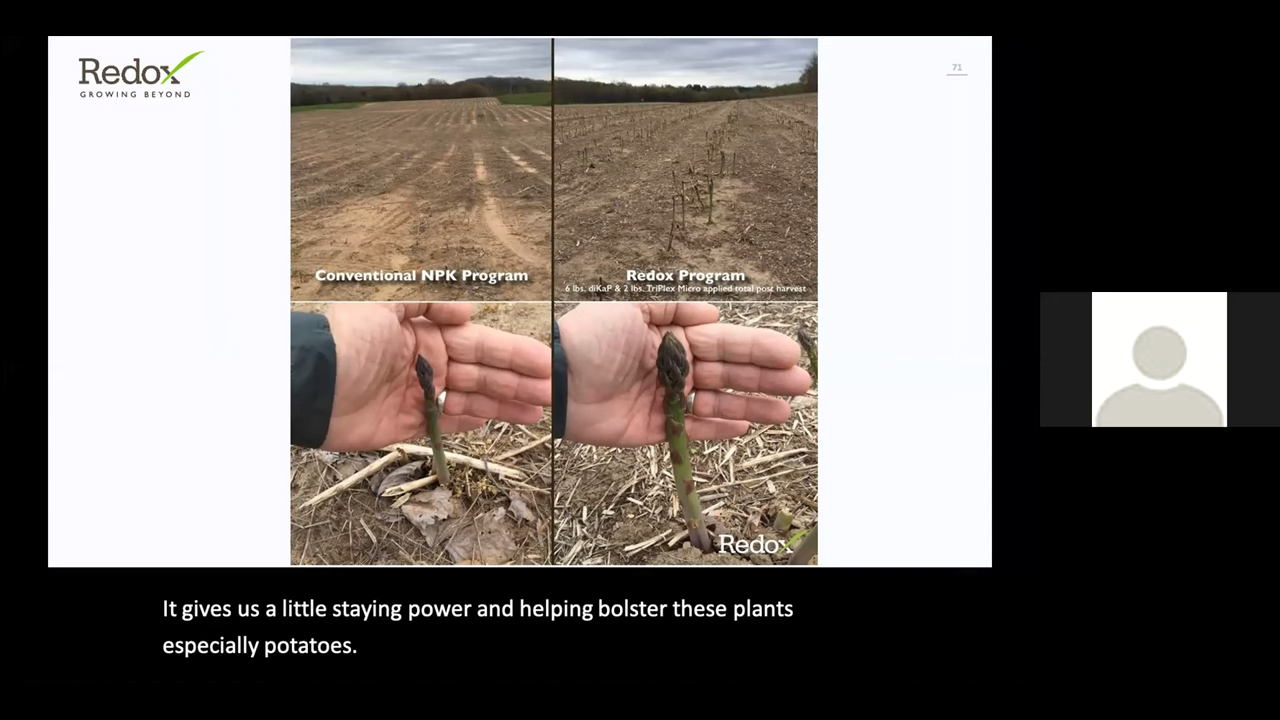 Redox
GROWING BEYOND
71
Conventional NPK Program
Redox Program
6 lbs. diKaP & 2 lbs. TriPlex Micro applied total post harvest
Redox
It gives us a little staying power and helping bolster these plants
especially potatoes.